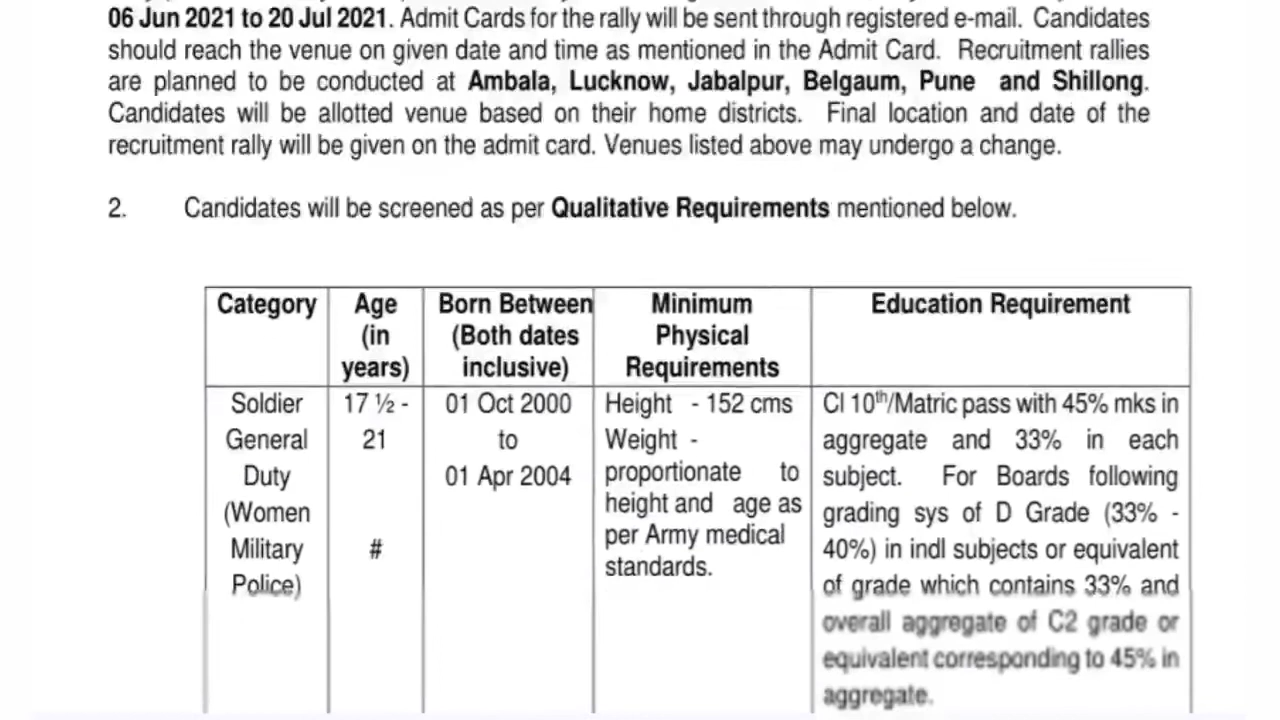 06 Jun 2021 to 20 Jul 2021. Admit Cards for the rally will be sent through registered e-mail. Candidates
should reach the venue on given date and time as mentioned in the Admit Card. Recruitment rallies
are planned to be conducted at Ambala, Lucknow, Jabalpur, Belgaum, Pune and Shillong.
Candidates will be allotted venue based on their home districts. Final location and date of the
recruitment rally will be given on the admit card. Venues listed above may undergo a change.
2. Candidates will be screened as per Qualitative Requirements mentioned below.
Category
Age
(in
years)
Born Between
(Both dates
inclusive)
Minimum
Physical
Requirements
Education Requirement
Soldier
General
Duty
(Women
Military
Police)
17 ½ -
21
#
01 Oct 2000
to
01 Apr 2004
Height - 152 cms
Weight -
proportionate to
height and age as
per Army medical
standards.
Cl 10th/Matric pass with 45% mks in
aggregate and 33% in each
subject. For Boards following
grading sys of D Grade (33% -
40%) in indl subjects or equivalent
of grade which contains 33% and
overall aggregate of C2 grade or
equivalent corresponding to 45% in
aggregate.